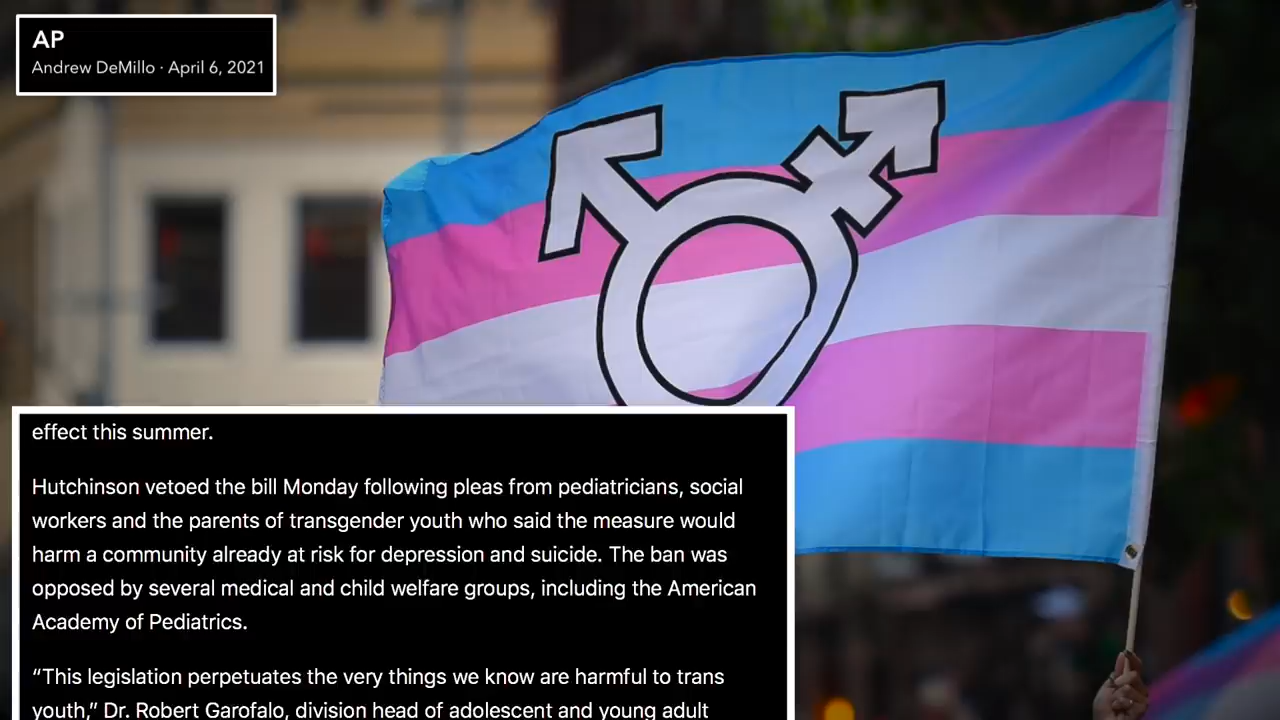 AP
Andrew DeMillo · April 6, 2021
effect this summer.
Hutchinson vetoed the bill Monday following pleas from pediatricians, social
workers and the parents of transgender youth who said the measure would
harm a community already at risk for depression and suicide. The ban was
opposed by several medical and child welfare groups, including the American
Academy of Pediatrics.
“This legislation perpetuates the very things we know are harmful to trans
youth,” Dr. Robert Garofalo, division head of adolescent and young adult